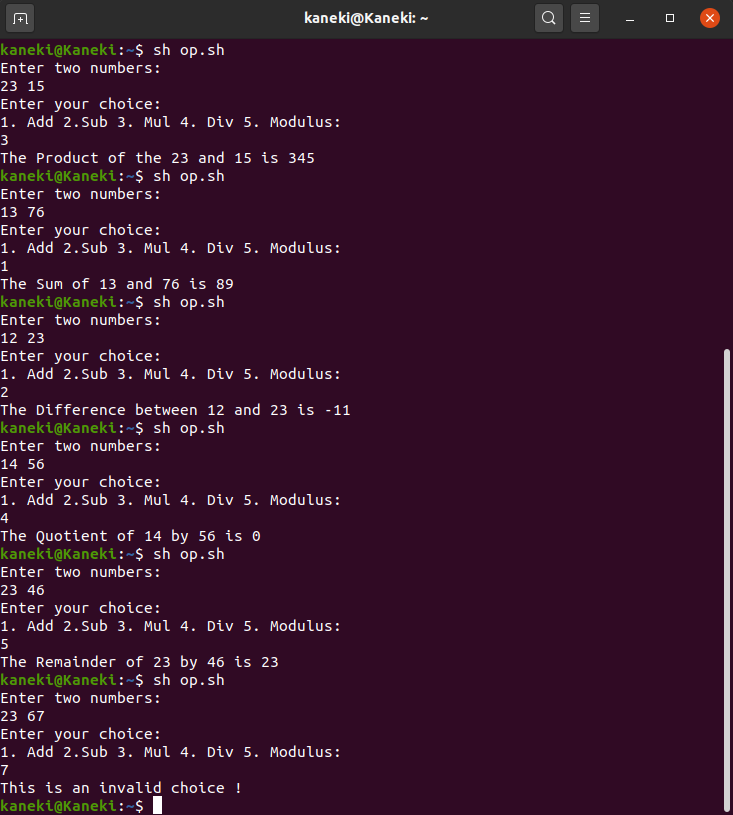 kaneki@Kaneki: ~
kaneki@Kaneki:~$ sh op.sh
Enter two numbers:
23 15
Enter your choice:
1. Add 2.Sub 3. Mul 4. Div 5. Modulus:
3
The Product of the 23 and 15 is 345
kaneki@Kaneki:~$ sh op.sh
Enter two numbers:
13 76
Enter your choice:
1. Add 2.Sub 3. Mul 4. Div 5. Modulus:
1
The Sum of 13 and 76 is 89
kaneki@Kaneki:~$ sh op.sh
Enter two numbers:
12 23
Enter your choice:
1. Add 2.Sub 3. Mul 4. Div 5. Modulus:
2
The Difference between 12 and 23 is -11
kaneki@Kaneki:~$ sh op.sh
Enter two numbers:
14 56
Enter your choice:
1. Add 2.Sub 3. Mul 4. Div 5. Modulus:
4
The Quotient of 14 by 56 is 0
kaneki@Kaneki:~$ sh op.sh
Enter two numbers:
23 46
Enter your choice:
1. Add 2.Sub 3. Mul 4. Div 5. Modulus:
5
The Remainder of 23 by 46 is 23
kaneki@Kaneki:~$ sh op.sh
Enter two numbers:
23 67
Enter your choice:
1. Add 2.Sub 3. Mul 4. Div 5. Modulus:
7
This is an invalid choice !
kaneki@Kaneki:~$